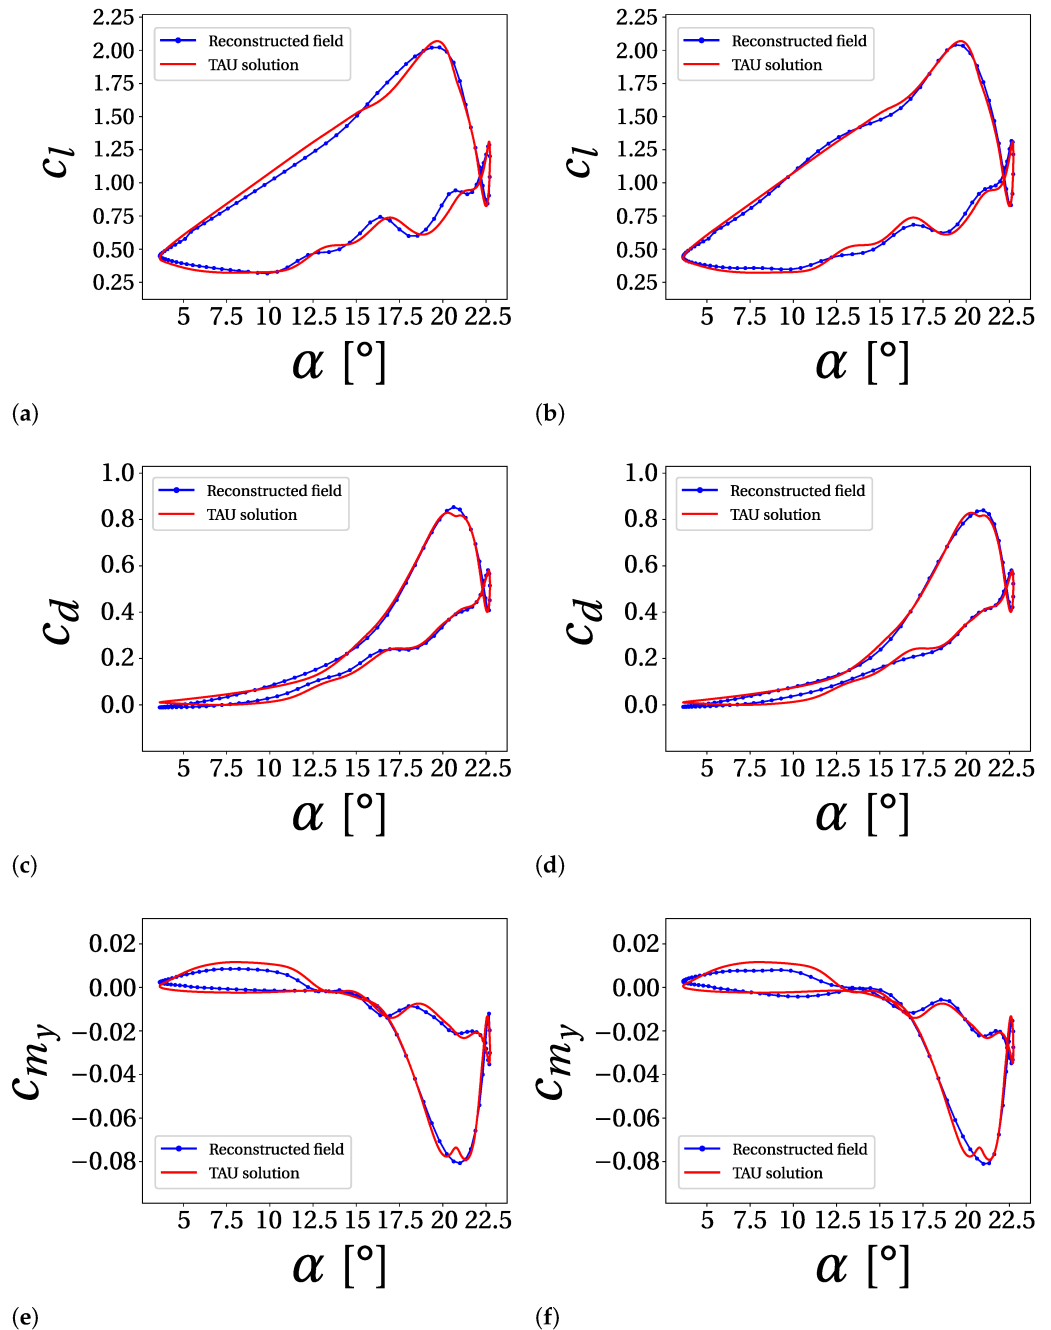 2.25
2.00
1.75
1.50
1.25
1.00
0.75
0.50
0.25
c_l
Reconstructed field
TAU solution
5 7.5 10 12.5 15 17.5 20 22.5
α [°]
(a)
2.25
2.00
1.75
1.50
1.25
1.00
0.75
0.50
0.25
c_l
Reconstructed field
TAU solution
5 7.5 10 12.5 15 17.5 20 22.5
α [°]
(b)
1.0
0.8
0.6
0.4
0.2
0.0
c_d
Reconstructed field
TAU solution
5 7.5 10 12.5 15 17.5 20 22.5
α [°]
(c)
1.0
0.8
0.6
0.4
0.2
0.0
c_d
Reconstructed field
TAU solution
5 7.5 10 12.5 15 17.5 20 22.5
α [°]
(d)
0.02
0.00
−0.02
−0.04
−0.06
−0.08
c_{m_y}
Reconstructed field
TAU solution
5 7.5 10 12.5 15 17.5 20 22.5
α [°]
(e)
0.02
0.00
−0.02
−0.04
−0.06
−0.08
c_{m_y}
Reconstructed field
TAU solution
5 7.5 10 12.5 15 17.5 20 22.5
α [°]
(f)